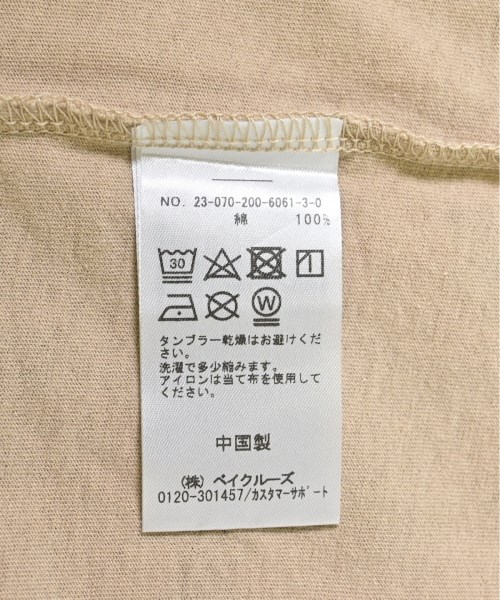 NO. 23-070-200-6061-3-0
綿 100%
30
W
タンブラー乾燥はお避けくだ
さい。
洗濯で多少縮みます。
アイロンは当て布を使用して
ください。
中国製
(株) ベイクルーズ
0120-301457/カスタマーサポート